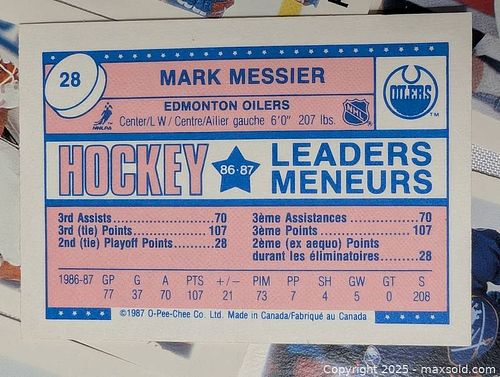 28
MARK MESSIER
EDMONTON OILERS
Center/LW/Centre/Ailier gauche 6'0" 207 lbs.
NHLPA
NHL
OILERS
TM
HOCKEY
86·87
LEADERS
MENEURS
3rd Assists..........70
3rd (tie) Points..........107
2nd (tie) Playoff Points..........28
3ème Assistances..........70
3ème Points..........107
2ème (ex aequo) Points
durant les éliminatoires..........28
1986-87 GP G A PTS +/– PIM PP SH GW GT S
77 37 70 107 21 73 7 4 5 0 208
©1987 O-Pee-Chee Co. Ltd. Made in Canada/Fabriqué au Canada
Copyright 2025 - maxsold.com